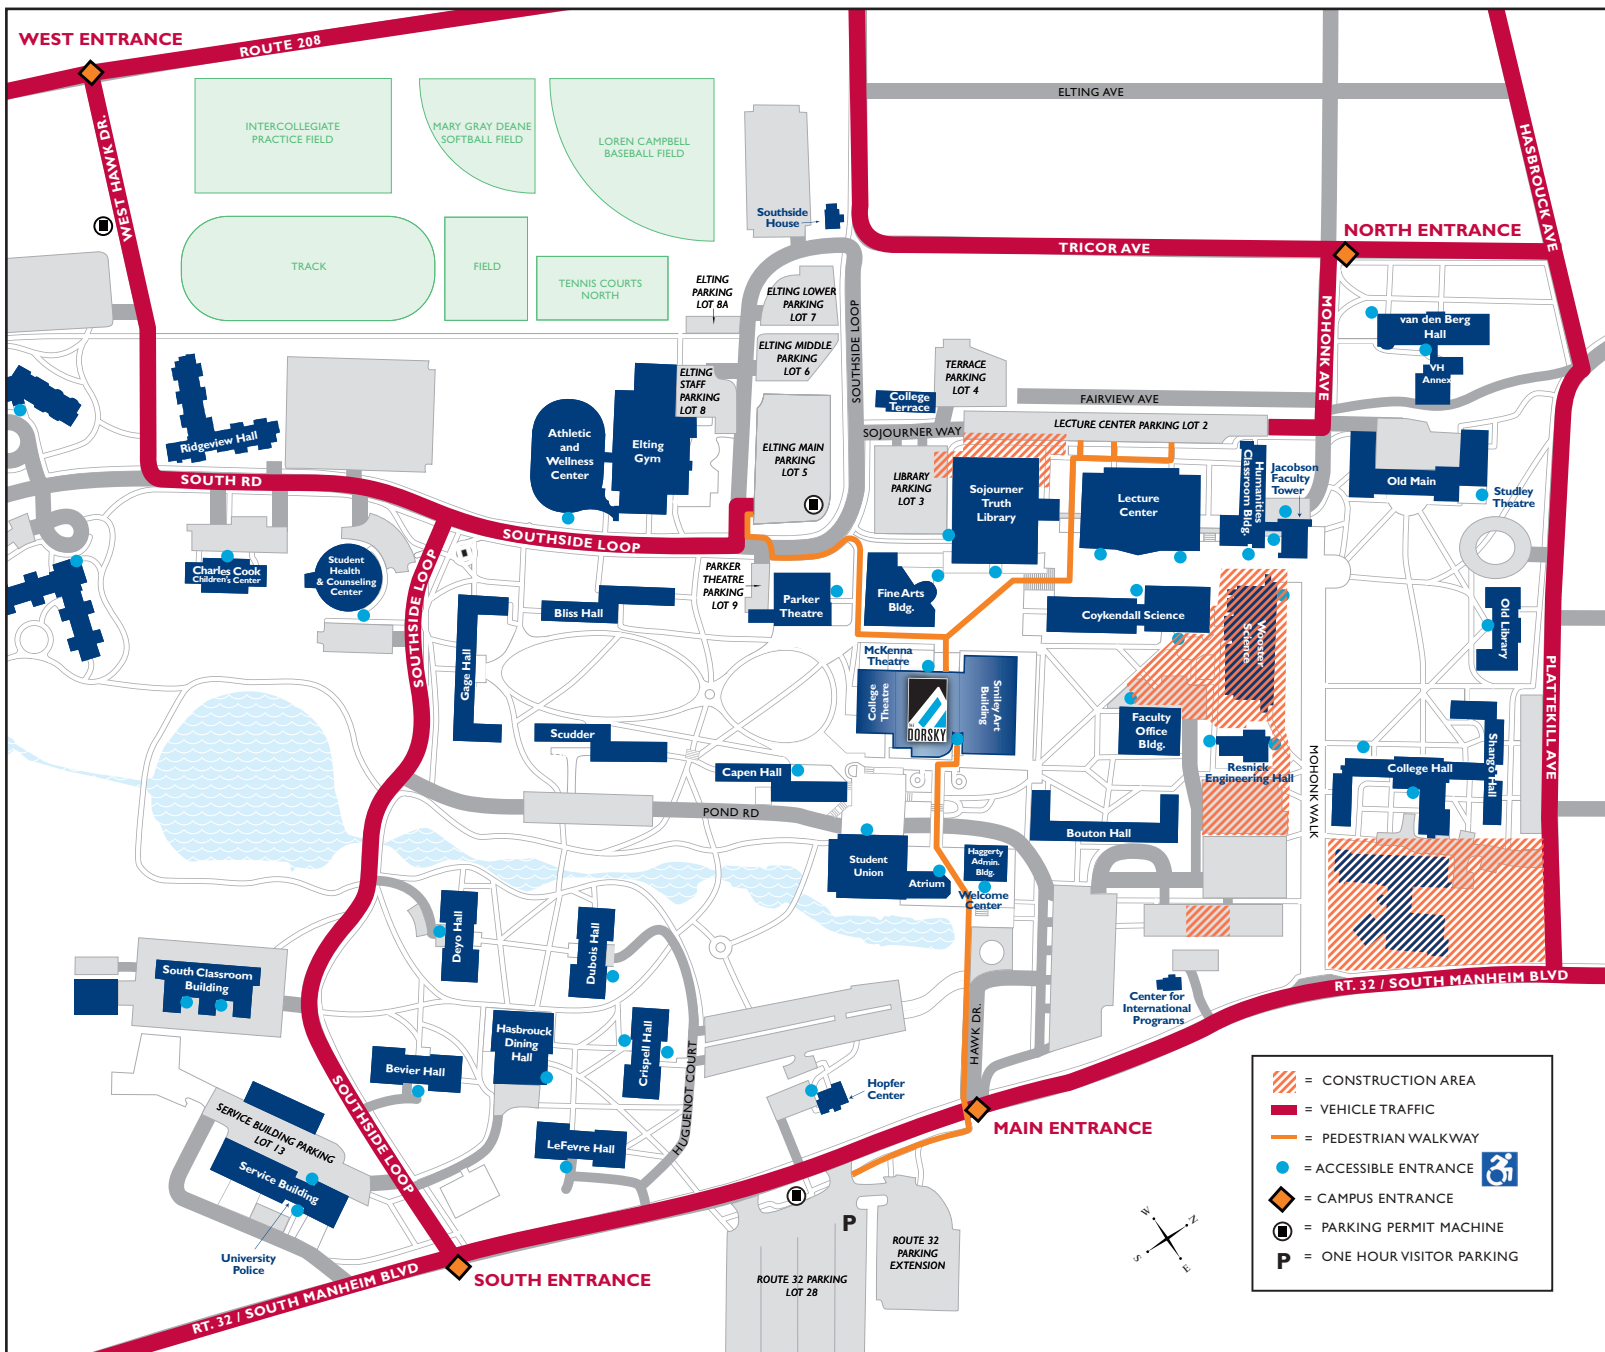 WEST ENTRANCE
ROUTE 208
WEST HAWK DR.
INTERCOLLEGIATE
PRACTICE FIELD
MARY GRAY DEANE
SOFTBALL FIELD
LOREN CAMPBELL
BASEBALL FIELD
TRACK
FIELD
TENNIS COURTS
NORTH
Southside
House
ELTING AVE
HASBROUCK AVE
NORTH ENTRANCE
TRICOR AVE
MOHONK AVE
van den Berg
Hall
VH
Annex
ELTING
PARKING
LOT 8A
ELTING LOWER
PARKING
LOT 7
ELTING MIDDLE
PARKING
LOT 6
ELTING
STAFF
PARKING
LOT 8
ELTING MAIN
PARKING
LOT 5
SOUTHSIDE LOOP
TERRACE
PARKING
LOT 4
College
Terrace
FAIRVIEW AVE
SOJOURNER WAY
LECTURE CENTER PARKING LOT 2
LIBRARY
PARKING
LOT 3
Sojourner
Truth
Library
Lecture
Center
Humanities
Classroom Bldg.
Jacobson
Faculty
Tower
Old Main
Studley
Theatre
Ridgeview Hall
Athletic
and
Wellness
Center
Elting
Gym
SOUTH RD
SOUTHSIDE LOOP
SOUTHSIDE LOOP
Charles Cook
Children's Center
Student
Health
& Counseling
Center
PARKER
THEATRE
PARKING
LOT 9
Parker
Theatre
Fine Arts
Bldg.
Bliss Hall
Gage Hall
Scudder
Capen Hall
McKenna
Theatre
College
Theatre
THE
DORSKY
Smiley Art
Building
Coykendall Science
Wooster
Science
Old Library
Faculty
Office
Bldg.
Resnick
Engineering Hall
MOHONK WALK
College Hall
Shango Hall
PLATTEKILL AVE
POND RD
Bouton Hall
Student
Union
Atrium
Haggerty
Admin.
Bldg.
Welcome
Center
Deyo Hall
Dubois Hall
South Classroom
Building
Hasbrouck
Dining
Hall
Crispell Hall
Bevier Hall
HUGUENOT COURT
LeFevre Hall
Hopfer
Center
HAWK DR.
Center for
International
Programs
RT. 32 / SOUTH MANHEIM BLVD
MAIN ENTRANCE
SOUTHSIDE LOOP
SERVICE BUILDING PARKING
LOT 13
Service Building
University
Police
SOUTH ENTRANCE
RT. 32 / SOUTH MANHEIM BLVD
P
ROUTE 32 PARKING
LOT 28
ROUTE 32
PARKING
EXTENSION
W
N
S
E
= CONSTRUCTION AREA
= VEHICLE TRAFFIC
= PEDESTRIAN WALKWAY
= ACCESSIBLE ENTRANCE
= CAMPUS ENTRANCE
= PARKING PERMIT MACHINE
P = ONE HOUR VISITOR PARKING